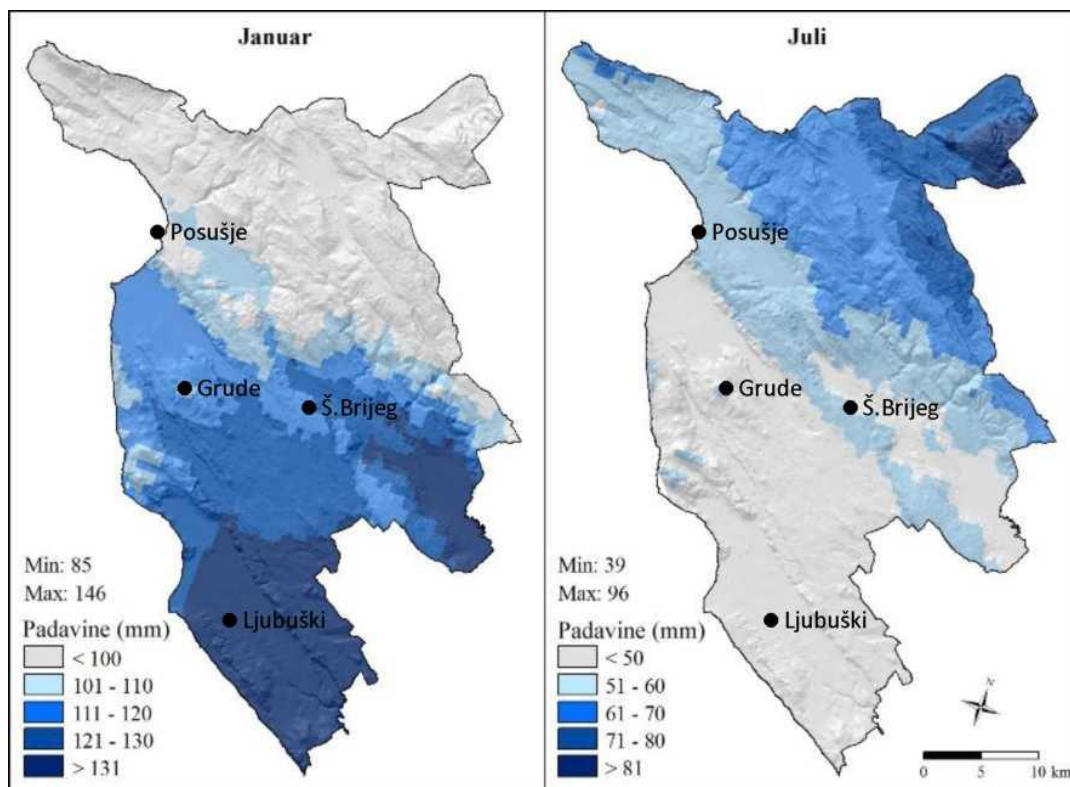 Januar
Posušje
Grude
Š.Brijeg
Ljubuški
Min: 85
Max: 146
Padavine (mm)
< 100
101 - 110
111 - 120
121 - 130
> 131
Juli
Posušje
Grude
Š.Brijeg
Ljubuški
Min: 39
Max: 96
Padavine (mm)
< 50
51 - 60
61 - 70
71 - 80
> 81
N
0 5 10 km